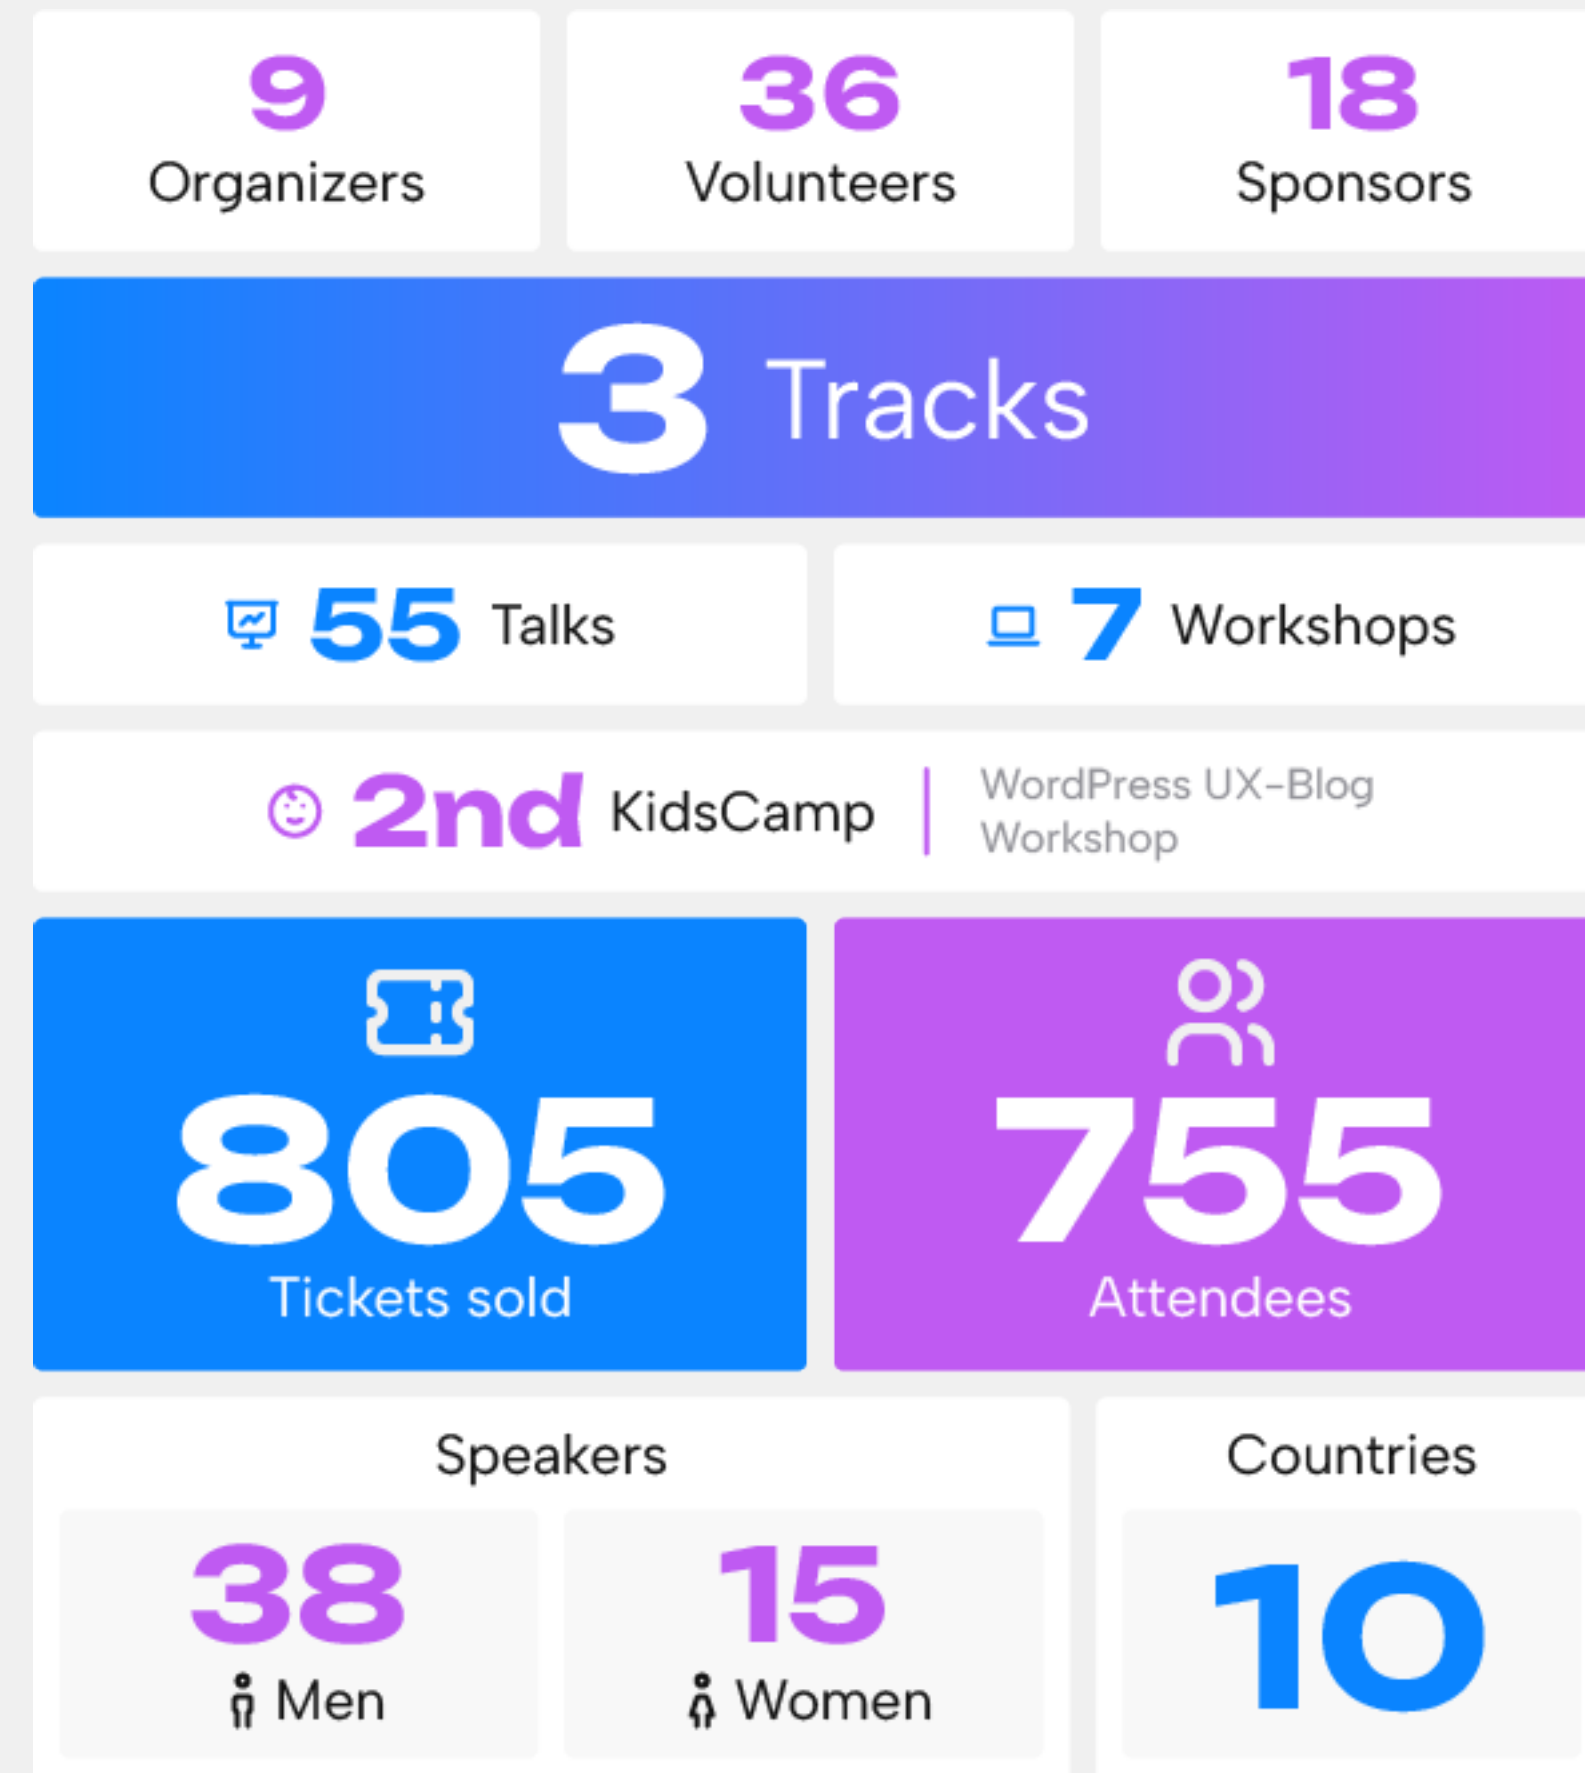 9
Organizers
36
Volunteers
18
Sponsors
3 Tracks
55 Talks
7 Workshops
2nd KidsCamp
WordPress UX-Blog
Workshop
805
Tickets sold
755
Attendees
Speakers
38
Men
15
Women
Countries
10